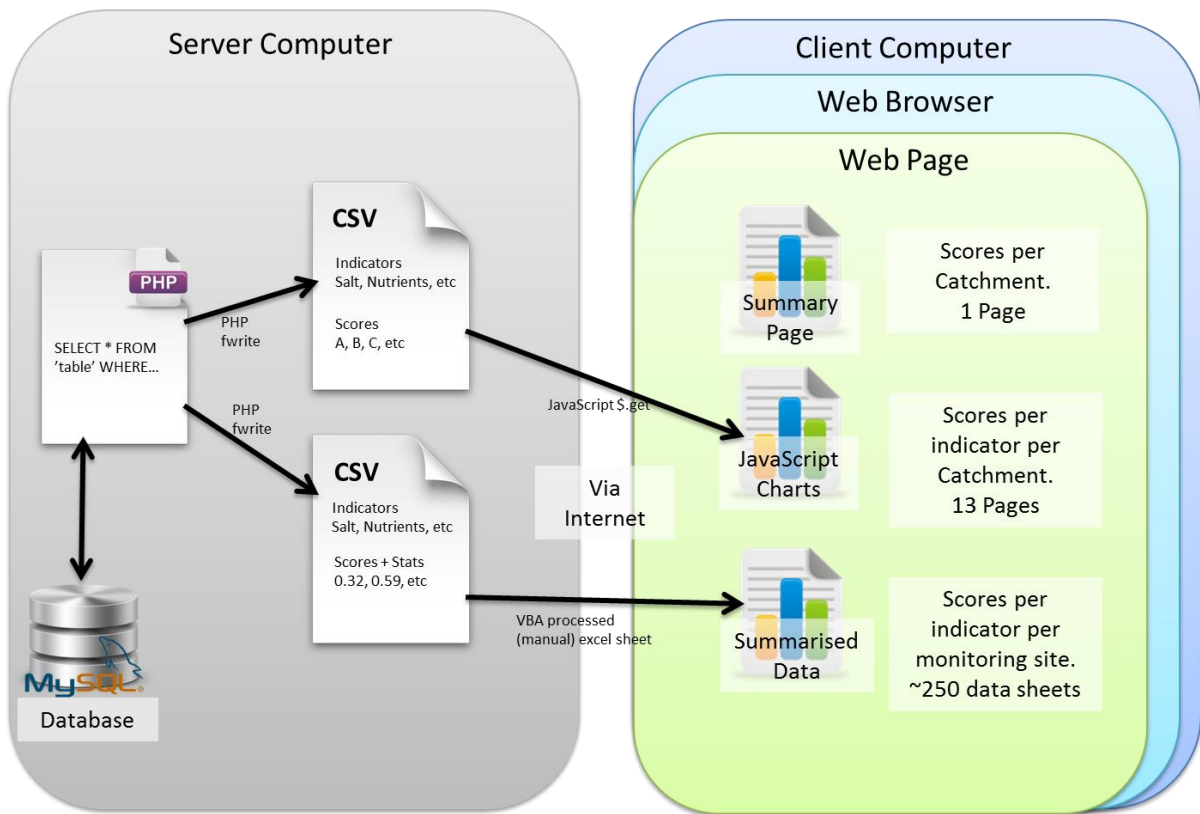 Server Computer
Client Computer
Web Browser
Web Page
CSV
Indicators
Salt, Nutrients, etc
Scores
A, B, C, etc
PHP
SELECT * FROM
’table’ WHERE…
PHP
fwrite
PHP
fwrite
CSV
Indicators
Salt, Nutrients, etc
Scores + Stats
0.32, 0.59, etc
MySQL®
Database
JavaScript $.get
Via
Internet
VBA processed
(manual) excel sheet
Summary
Page
Scores per
Catchment.
1 Page
JavaScript
Charts
Scores per
indicator per
Catchment.
13 Pages
Summarised
Data
Scores per
indicator per
monitoring site.
~250 data sheets